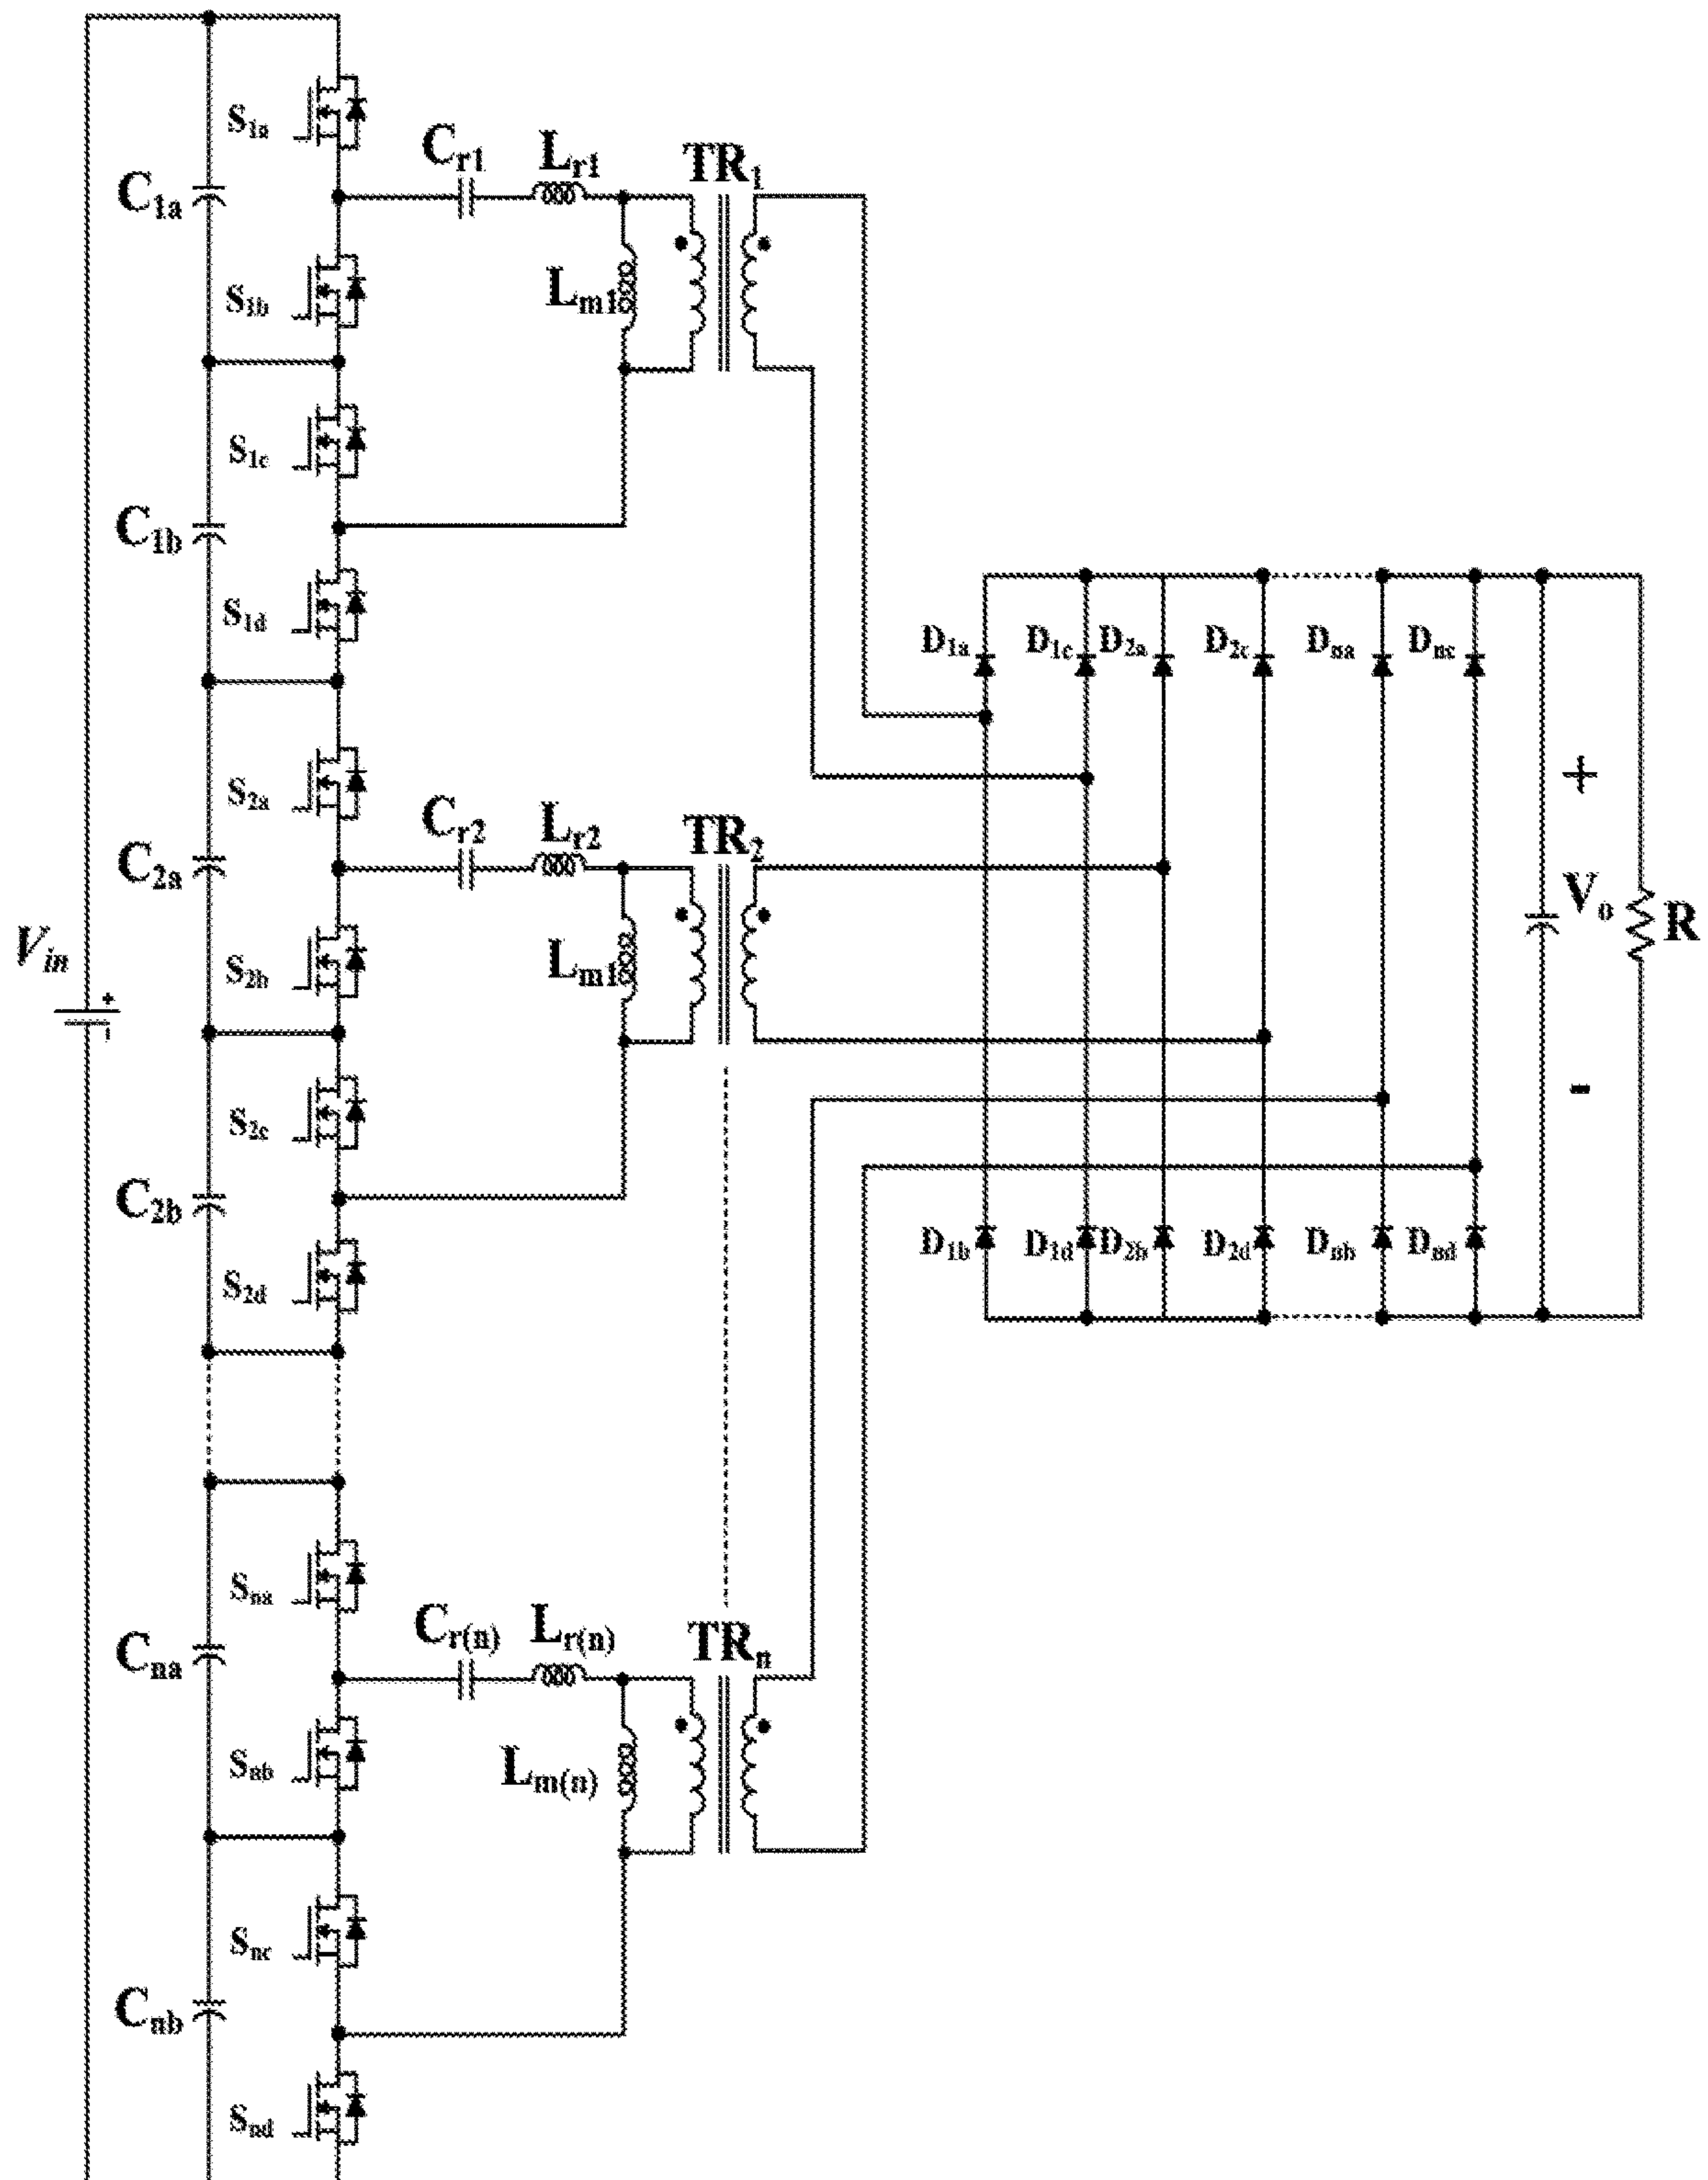 S1a
Cr1
Lr1
TR1
C1a
S1b
Lm1
S1c
C1b
S1d
D1a
D1c
D2a
D2c
Dna
Dnc
S2a
Cr2
Lr2
TR2
+
C2a
Vo
R
Vin
S2b
Lm1
+
-
S2c
-
C2b
D1b
D1d
D2b
D2d
Dnb
Dnd
S2d
Sna
Cr(n)
Lr(n)
TRn
Cna
Snb
Lm(n)
Snc
Cnb
Snd